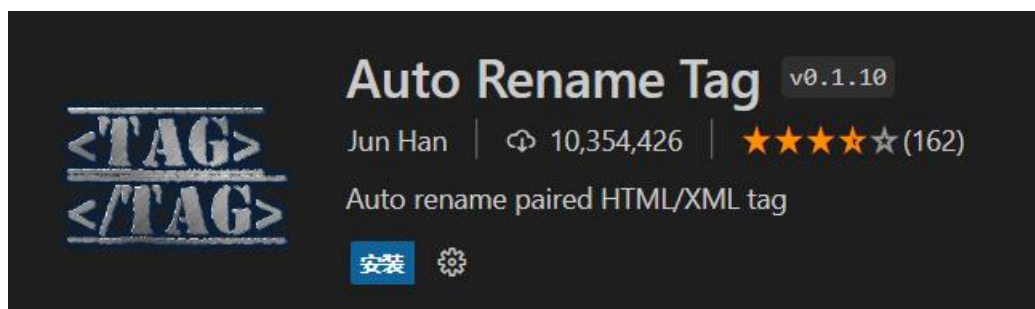 <TAG>
</TAG>
Auto Rename Tag v0.1.10
Jun Han 10,354,426 (162)
Auto rename paired HTML/XML tag
安装